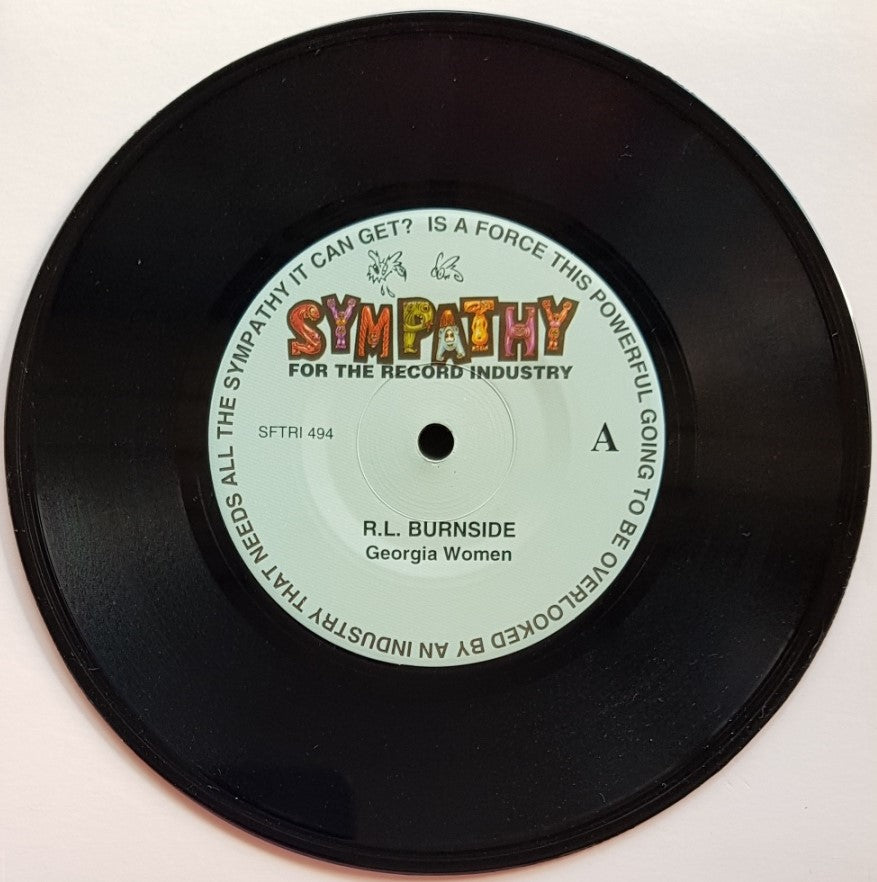 IS A FORCE THIS POWERFUL GOING TO BE OVERLOOKED BY AN INDUSTRY THAT NEEDS ALL THE SYMPATHY IT CAN GET?
SYMPATHY
FOR THE RECORD INDUSTRY
SFTRI 494
A
R.L. BURNSIDE
Georgia Women